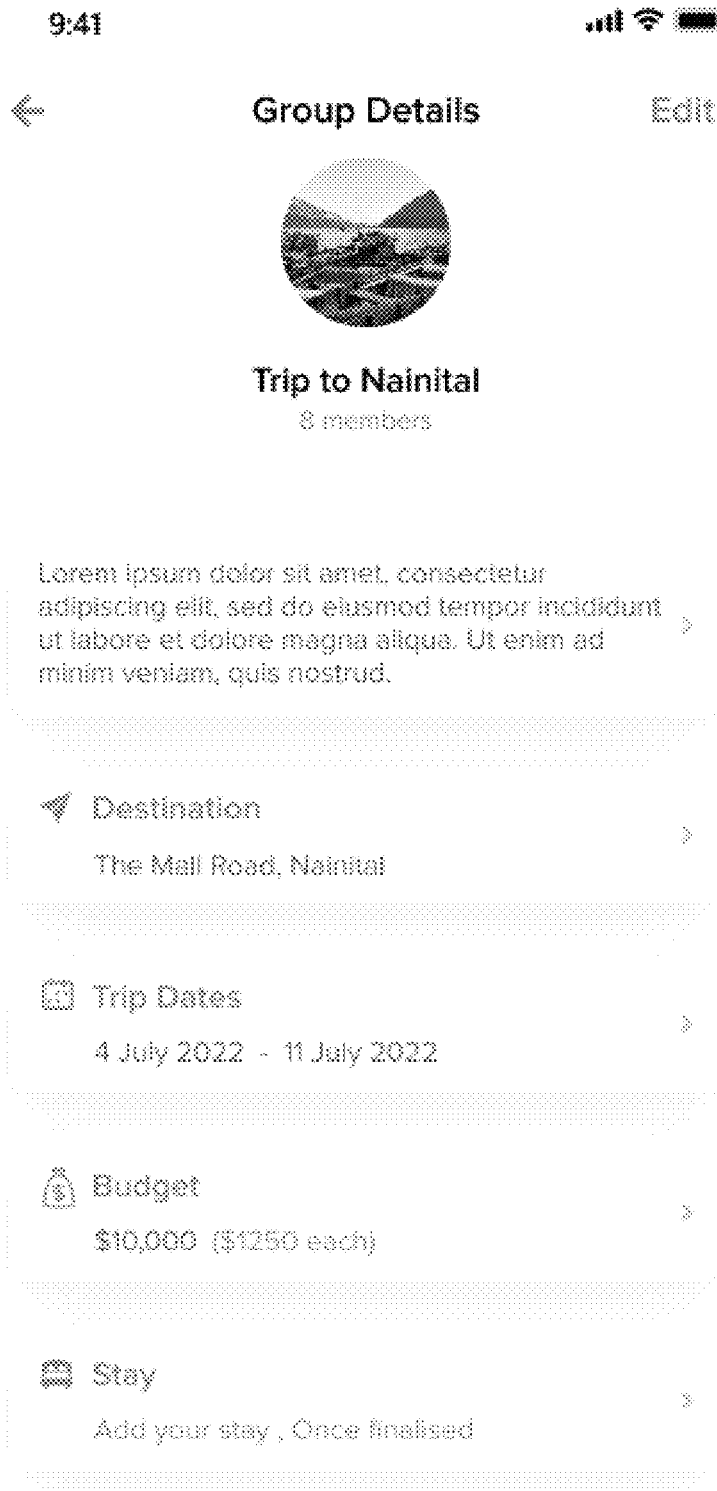 9:41
Group Details
Edit
Trip to Nainital
8 members
Lorem ipsum dolor sit amet, consectetur
adipiscing elit, sed do eiusmod tempor incididunt
ut labore et dolore magna aliqua. Ut enim ad
minim veniam, quis nostrud.
Destination
The Mall Road, Nainital
Trip Dates
4 July 2022 - 11 July 2022
Budget
$10,000 ($1250 each)
Stay
Add your stay , Once finalised